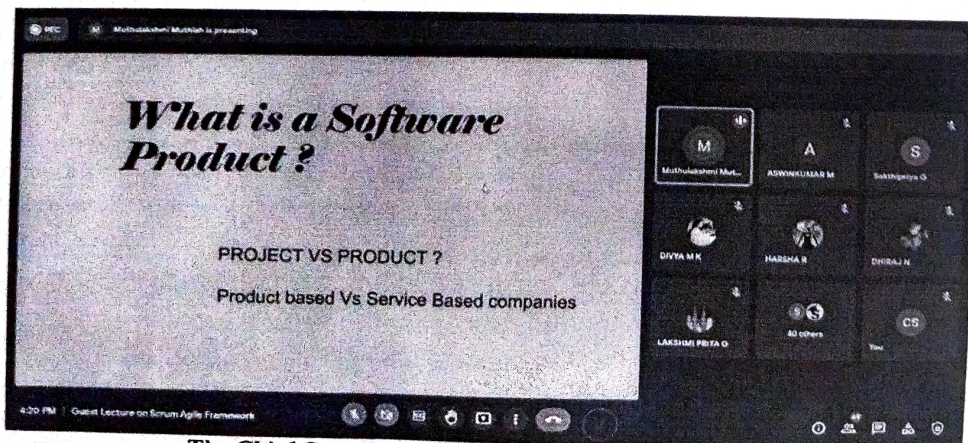 REC
M Muthulakshmi Muthiah is presenting
What is a Software
Product ?
PROJECT VS PRODUCT ?
Product based Vs Service Based companies
M
Muthulakshmi Mut...
A
ASWINKUMAR M
S
Sakthipriya G
DIVYA M K
HARSHA R
DHIRAJ N
LAKSHMI PRIYA G
S
40 others
CS
You
4:20 PM | Guest Lecture on Scrum Agile Framework
49